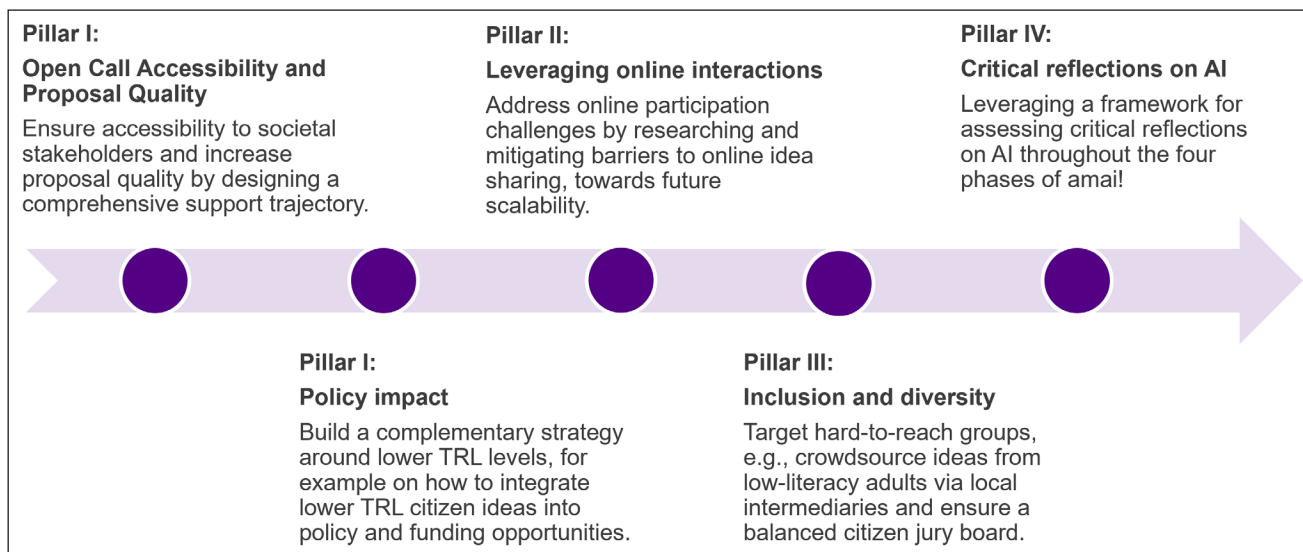 Pillar I:
Open Call Accessibility and
Proposal Quality
Ensure accessibility to societal
stakeholders and increase
proposal quality by designing a
comprehensive support trajectory.
Pillar II:
Leveraging online interactions
Address online participation
challenges by researching and
mitigating barriers to online idea
sharing, towards future
scalability.
Pillar IV:
Critical reflections on AI
Leveraging a framework for
assessing critical reflections
on AI throughout the four
phases of amai!
Pillar I:
Policy impact
Build a complementary strategy
around lower TRL levels, for
example on how to integrate
lower TRL citizen ideas into
policy and funding opportunities.
Pillar III:
Inclusion and diversity
Target hard-to-reach groups,
e.g., crowdsource ideas from
low-literacy adults via local
intermediaries and ensure a
balanced citizen jury board.